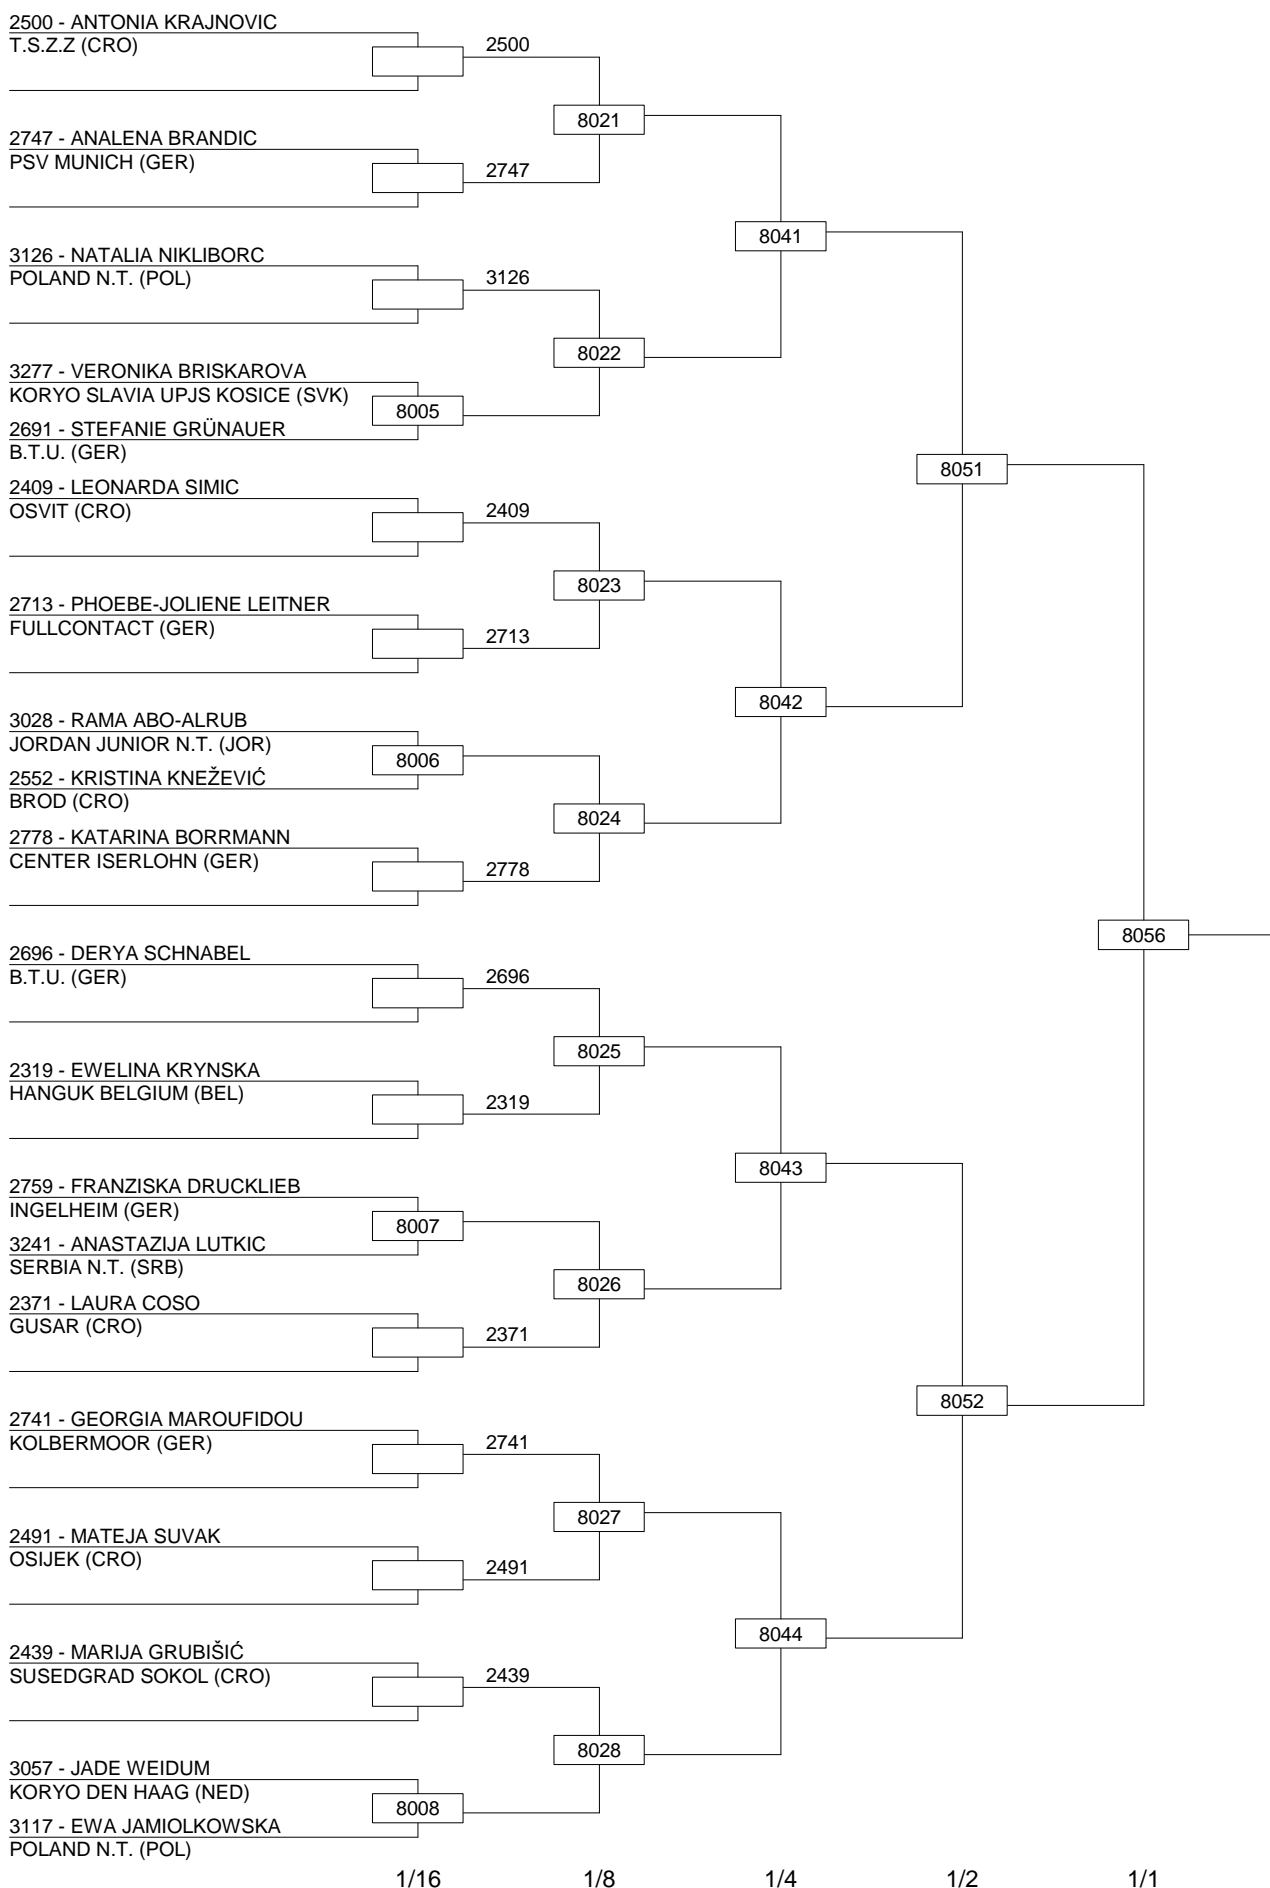 2500 - ANTONIA KRAJNOVIC
T.S.Z.Z (CRO)
2500
8021
2747 - ANALENA BRANDIC
PSV MUNICH (GER)
2747
8041
3126 - NATALIA NIKLIBORC
POLAND N.T. (POL)
3126
8022
3277 - VERONIKA BRISKAROVA
KORYO SLAVIA UPJS KOSICE (SVK)
8005
2691 - STEFANIE GRÜNAUER
B.T.U. (GER)
8051
2409 - LEONARDA SIMIC
OSVIT (CRO)
2409
8023
2713 - PHOEBE-JOLIENE LEITNER
FULLCONTACT (GER)
2713
8042
3028 - RAMA ABO-ALRUB
JORDAN JUNIOR N.T. (JOR)
8006
2552 - KRISTINA KNEŽEVIĆ
BROD (CRO)
8024
2778 - KATARINA BORRMANN
CENTER ISERLOHN (GER)
2778
8056
2696 - DERYA SCHNABEL
B.T.U. (GER)
2696
8025
2319 - EWELINA KRYNSKA
HANGUK BELGIUM (BEL)
2319
8043
2759 - FRANZISKA DRUCKLIEB
INGELHEIM (GER)
8007
3241 - ANASTAZIJA LUTKIC
SERBIA N.T. (SRB)
8026
2371 - LAURA COSO
GUSAR (CRO)
2371
8052
2741 - GEORGIA MAROUFIDOU
KOLBERMOOR (GER)
2741
8027
2491 - MATEJA SUVAK
OSIJEK (CRO)
2491
8044
2439 - MARIJA GRUBIŠIĆ
SUSEDGRAD SOKOL (CRO)
2439
8028
3057 - JADE WEIDUM
KORYO DEN HAAG (NED)
8008
3117 - EWA JAMIOLKOWSKA
POLAND N.T. (POL)
1/16 1/8 1/4 1/2 1/1